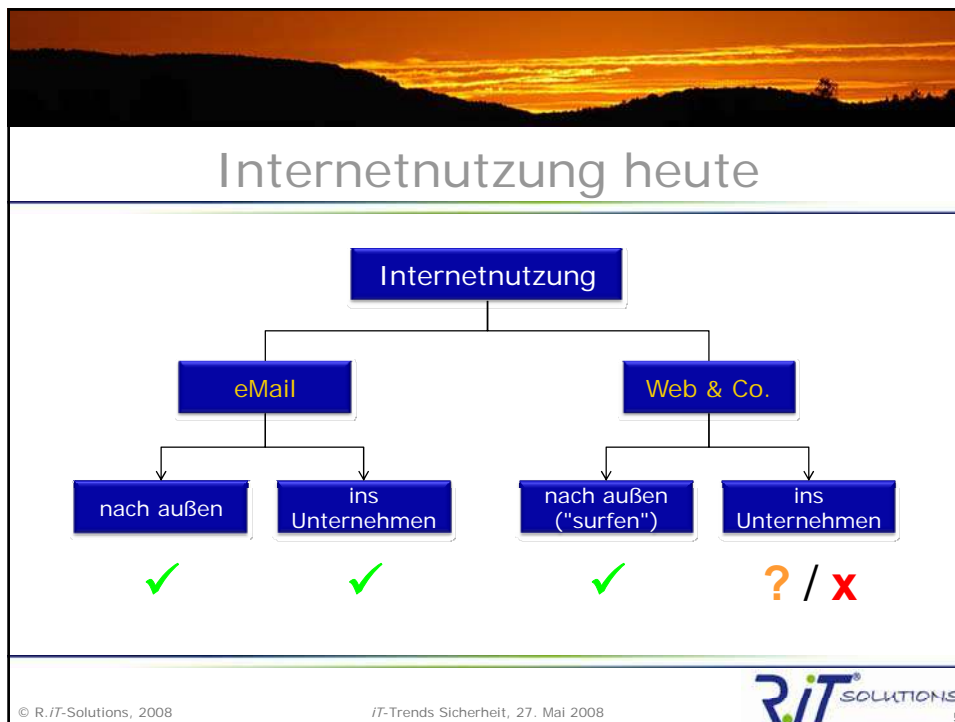 Internetnutzung heute
Internetnutzung
eMail
Web & Co.
nach außen
ins
Unternehmen
nach außen
("surfen")
ins
Unternehmen
? / x
© R.iT-Solutions, 2008
iT-Trends Sicherheit, 27. Mai 2008
R.iT® SOLUTIONS